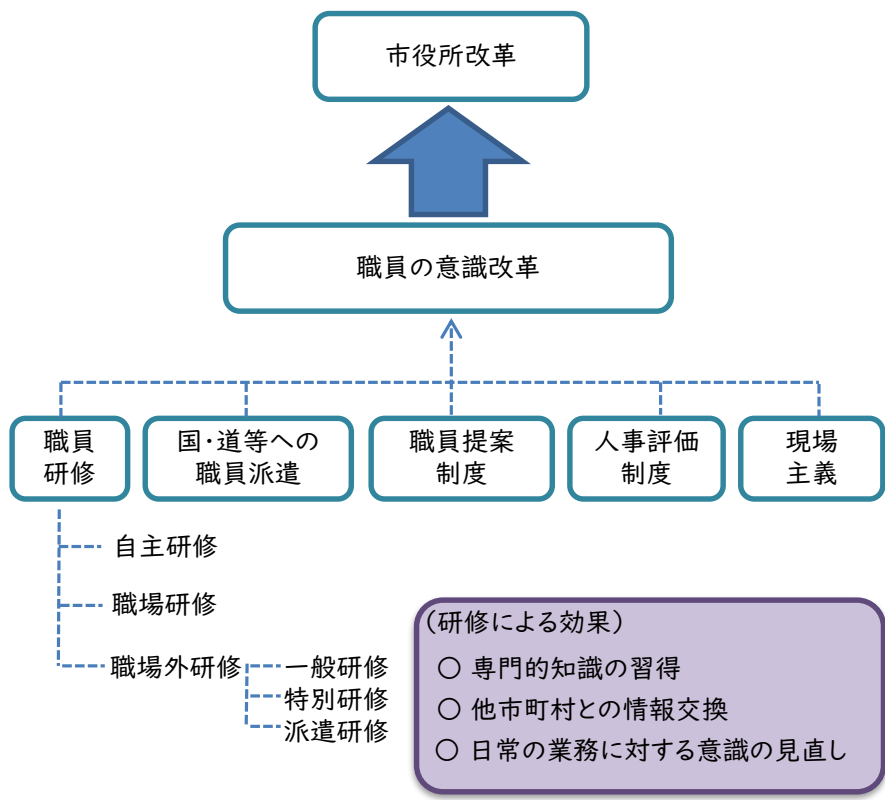 市役所改革
職員の意識改革
職員
研修
国・道等への
職員派遣
職員提案
制度
人事評価
制度
現場
主義
自主研修
職場研修
職場外研修
一般研修
特別研修
派遣研修
(研修による効果)
○ 専門的知識の習得
○ 他市町村との情報交換
○ 日常の業務に対する意識の見直し